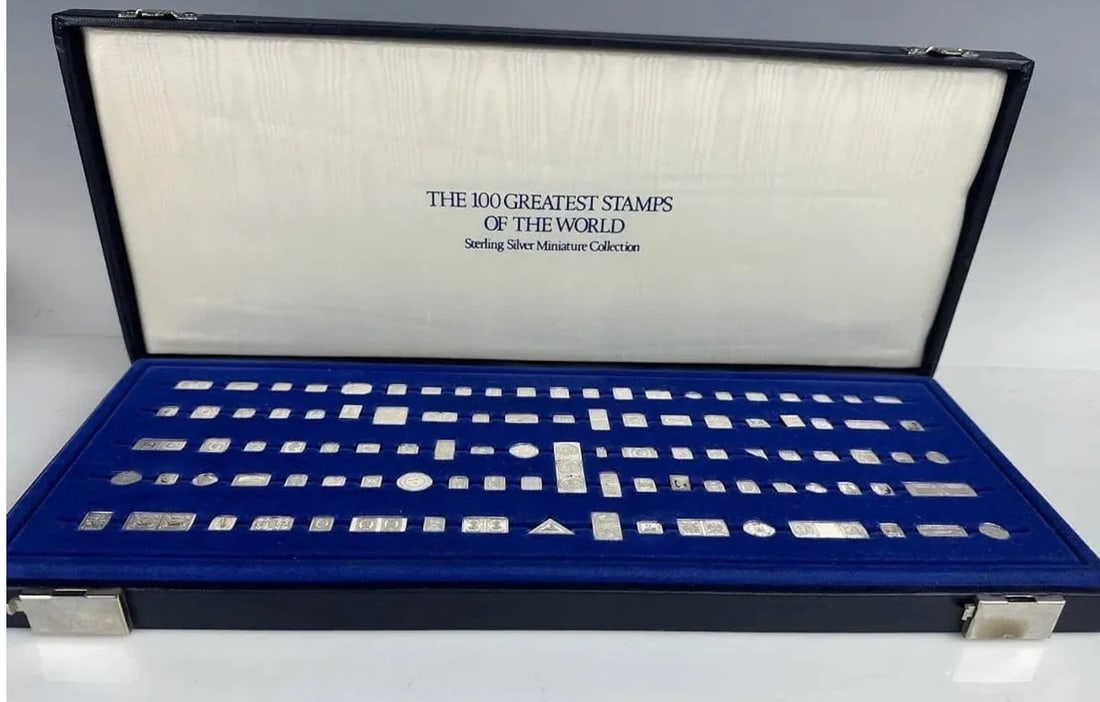 THE 100 GREATEST STAMPS
OF THE WORLD
Sterling Silver Miniature Collection